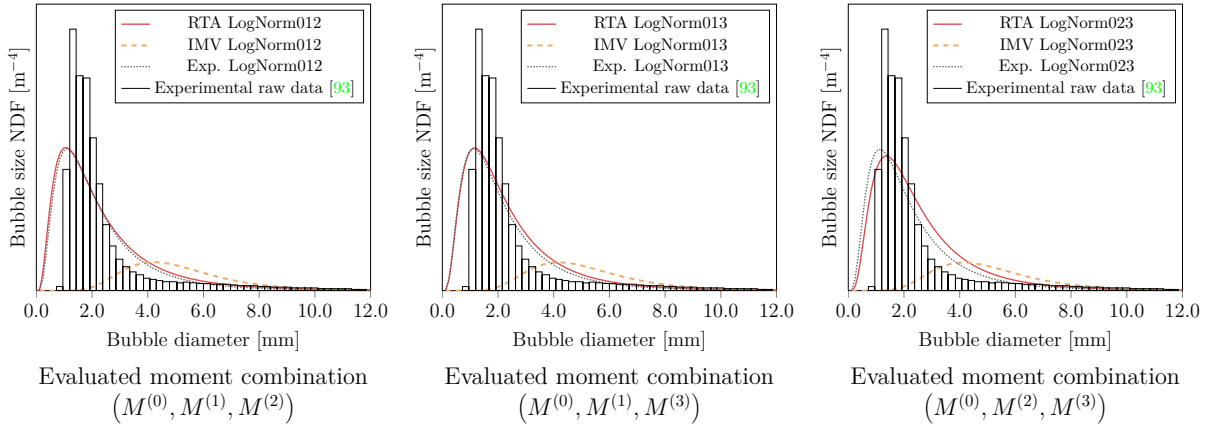 Bubble size NDF [m⁻⁴]
RTA LogNorm012
IMV LogNorm012
Exp. LogNorm012
Experimental raw data [93]
0.0 2.0 4.0 6.0 8.0 10.0 12.0
Bubble diameter [mm]
Evaluated moment combination
(M⁽⁰⁾, M⁽¹⁾, M⁽²⁾)
Bubble size NDF [m⁻⁴]
RTA LogNorm013
IMV LogNorm013
Exp. LogNorm013
Experimental raw data [93]
0.0 2.0 4.0 6.0 8.0 10.0 12.0
Bubble diameter [mm]
Evaluated moment combination
(M⁽⁰⁾, M⁽¹⁾, M⁽³⁾)
Bubble size NDF [m⁻⁴]
RTA LogNorm023
IMV LogNorm023
Exp. LogNorm023
Experimental raw data [93]
0.0 2.0 4.0 6.0 8.0 10.0 12.0
Bubble diameter [mm]
Evaluated moment combination
(M⁽⁰⁾, M⁽²⁾, M⁽³⁾)